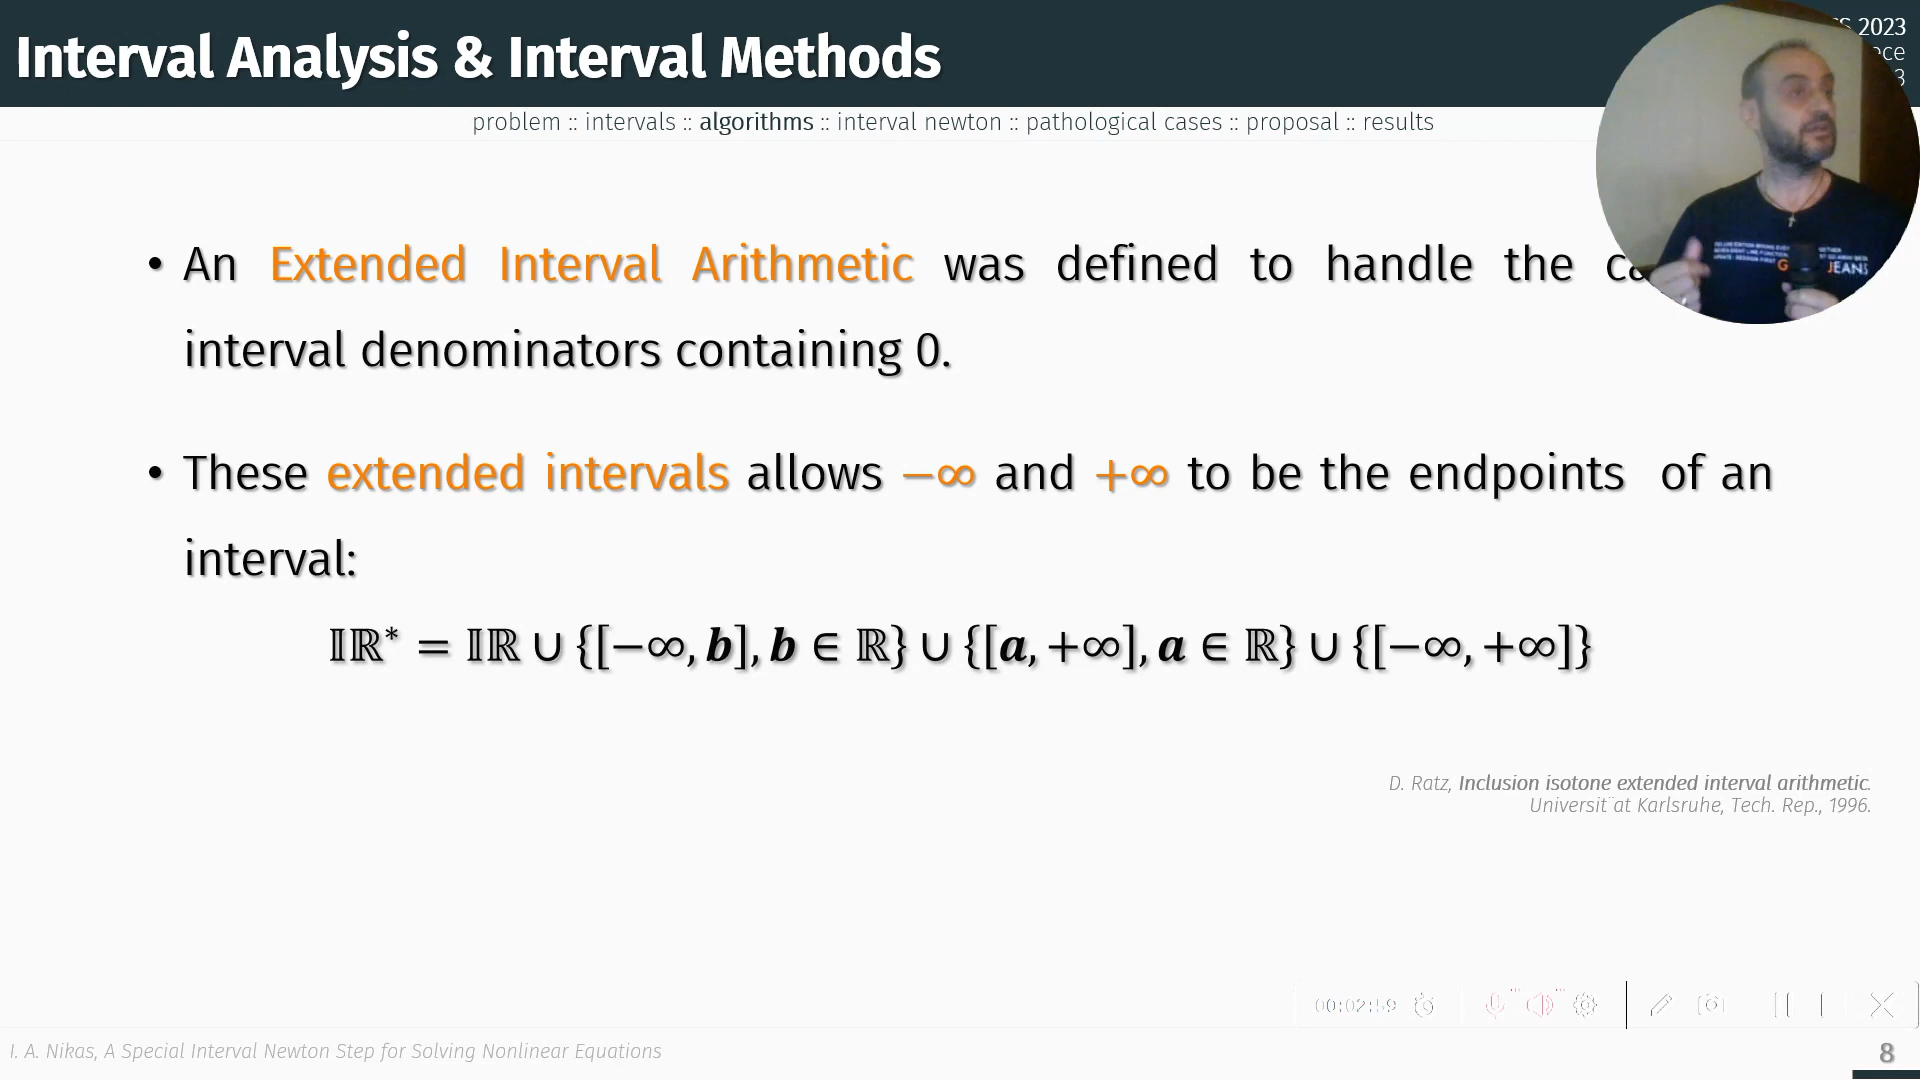 Interval Analysis & Interval Methods
2023
problem :: intervals :: algorithms :: interval newton :: pathological cases :: proposal :: results
• An Extended Interval Arithmetic was defined to handle the
interval denominators containing 0.
• These extended intervals allows −∞ and +∞ to be the endpoints of an
interval:
𝕀ℝ* = 𝕀ℝ ∪ {[−∞, b], b ∈ ℝ} ∪ {[a, +∞], a ∈ ℝ} ∪ {[−∞, +∞]}
D. Ratz, Inclusion isotone extended interval arithmetic.
Universit¨at Karlsruhe, Tech. Rep., 1996.
00:02:59
I. A. Nikas, A Special Interval Newton Step for Solving Nonlinear Equations
8